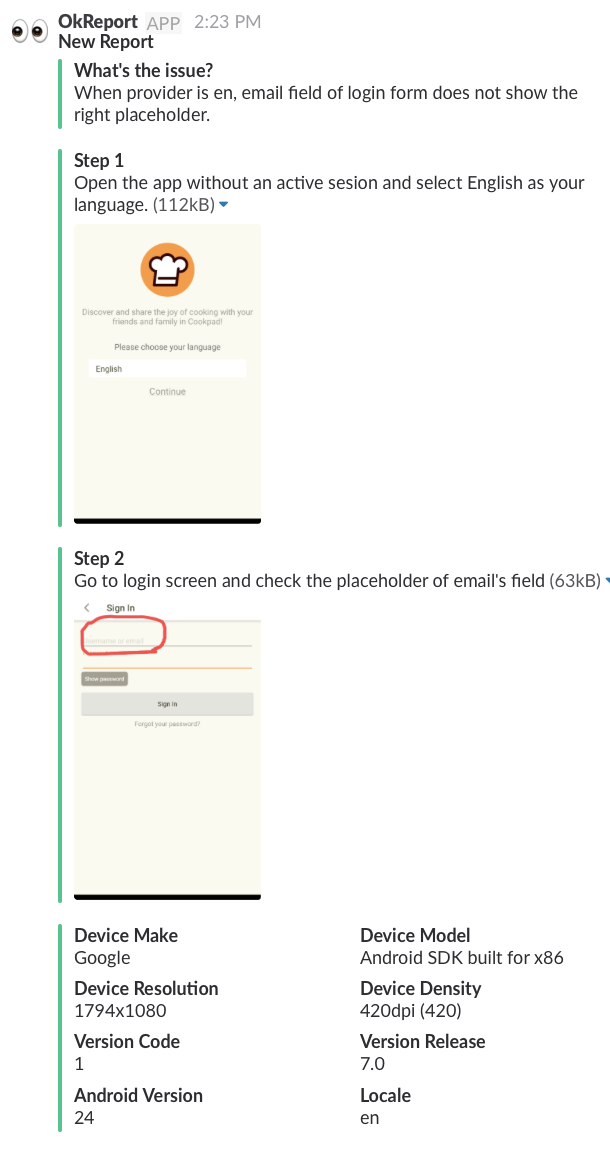 OkReport APP 2:23 PM
New Report
What's the issue?
When provider is en, email field of login form does not show the
right placeholder.
Step 1
Open the app without an active sesion and select English as your
language. (112kB)
Discover and share the joy of cooking with your
friends and family in Cookpad!
Please choose your language
English
Continue
Step 2
Go to login screen and check the placeholder of email's field (63kB)
Sign In
Username or email
Show password
Sign In
Forgot your password?
Device Make
Google
Device Model
Android SDK built for x86
Device Resolution
1794x1080
Device Density
420dpi (420)
Version Code
1
Version Release
7.0
Android Version
24
Locale
en